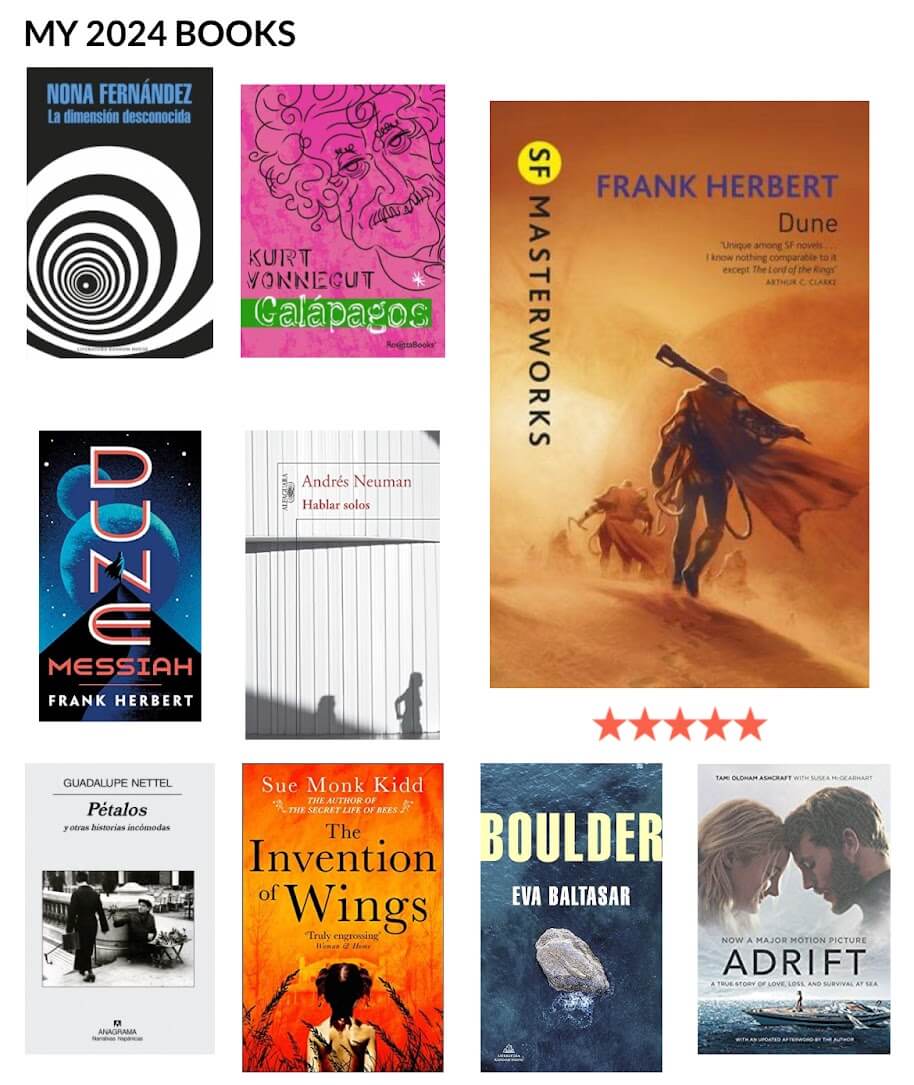 MY 2024 BOOKS
NONA FERNÁNDEZ
La dimensión desconocida
LITERATURA RANDOM HOUSE
KURT
VONNEGUT
Galápagos
RosettaBooks
SF MASTERWORKS
FRANK HERBERT
Dune
'Unique among SF novels . . .
I know nothing comparable to it
except The Lord of the Rings'
ARTHUR C. CLARKE
DUNE
MESSIAH
FRANK HERBERT
ALFAGUARA
Andrés Neuman
Hablar solos
GUADALUPE NETTEL
Pétalos
y otras historias incómodas
A
ANAGRAMA
Narrativas hispánicas
Sue Monk Kidd
THE AUTHOR OF
THE SECRET LIFE OF BEES
The
Invention
of Wings
'Truly engrossing'
Woman & Home
BOULDER
EVA BALTASAR
TAMI OLDHAM ASHCRAFT WITH SUSEA McGEARHART
NOW A MAJOR MOTION PICTURE
ADRIFT
A TRUE STORY OF LOVE, LOSS, AND SURVIVAL AT SEA
WITH AN UPDATED AFTERWORD BY THE AUTHOR